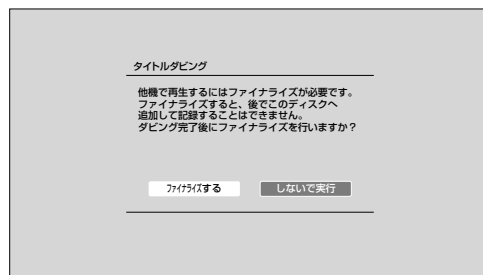 タイトルダビング
他機で再生するにはファイナライズが必要です。
ファイナライズすると、後でこのディスクへ
追加して記録することはできません。
ダビング完了後にファイナライズを行いますか？
ﾌｧｲﾅﾗｲｽﾞする
しないで実行